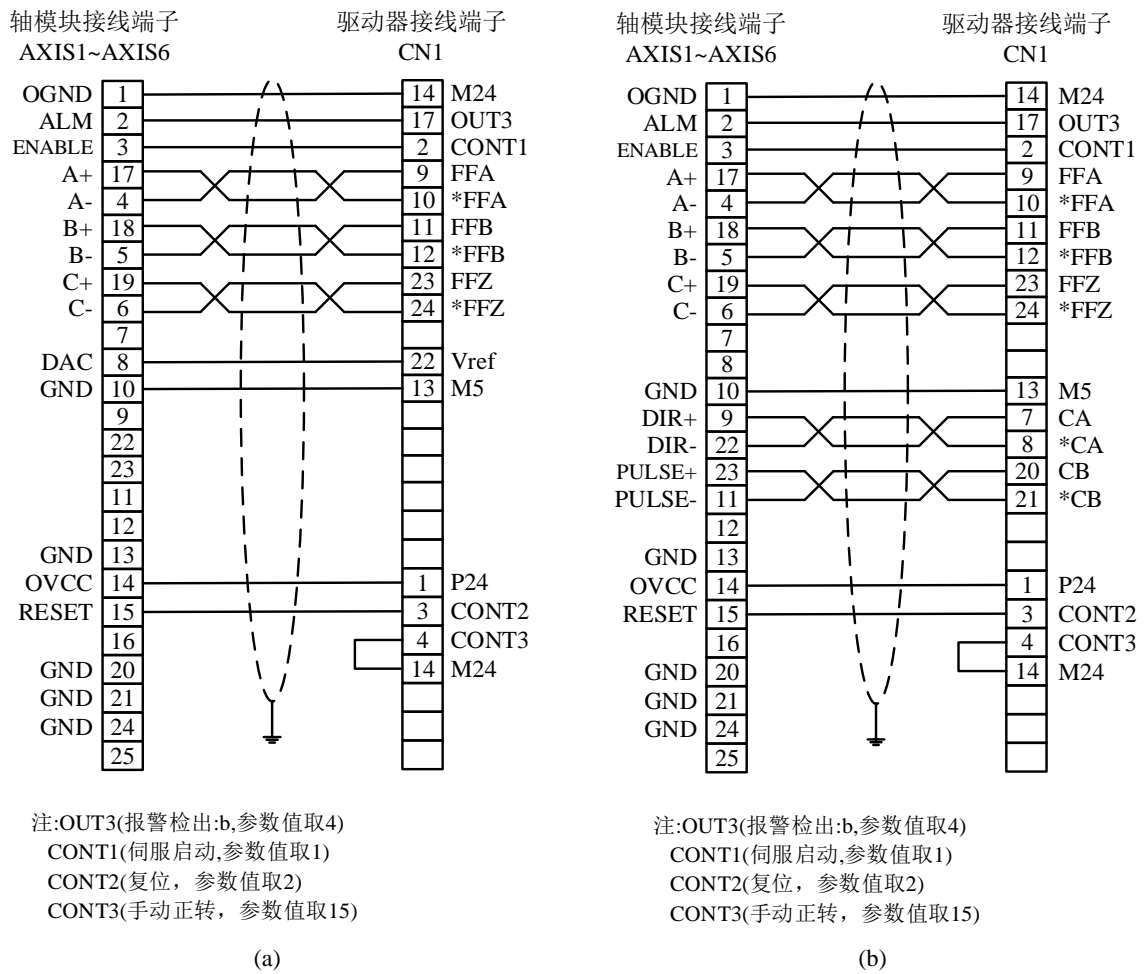 轴模块接线端子 驱动器接线端子
AXIS1~AXIS6 CN1
OGND 1 14 M24
ALM 2 17 OUT3
ENABLE 3 2 CONT1
A+ 17 9 FFA
A- 4 10 *FFA
B+ 18 11 FFB
B- 5 12 *FFB
C+ 19 23 FFZ
C- 6 24 *FFZ
7
DAC 8 22 Vref
GND 10 13 M5
9
22
23
11
12
GND 13
OVCC 14 1 P24
RESET 15 3 CONT2
16 4 CONT3
GND 20 14 M24
GND 21
GND 24
25
注:OUT3(报警检出:b,参数值取4)
CONT1(伺服启动,参数值取1)
CONT2(复位，参数值取2)
CONT3(手动正转，参数值取15)
(a)
轴模块接线端子 驱动器接线端子
AXIS1~AXIS6 CN1
OGND 1 14 M24
ALM 2 17 OUT3
ENABLE 3 2 CONT1
A+ 17 9 FFA
A- 4 10 *FFA
B+ 18 11 FFB
B- 5 12 *FFB
C+ 19 23 FFZ
C- 6 24 *FFZ
7
8
GND 10 13 M5
DIR+ 9 7 CA
DIR- 22 8 *CA
PULSE+ 23 20 CB
PULSE- 11 21 *CB
12
GND 13
OVCC 14 1 P24
RESET 15 3 CONT2
16 4 CONT3
GND 20 14 M24
GND 21
GND 24
25
注:OUT3(报警检出:b,参数值取4)
CONT1(伺服启动,参数值取1)
CONT2(复位，参数值取2)
CONT3(手动正转，参数值取15)
(b)